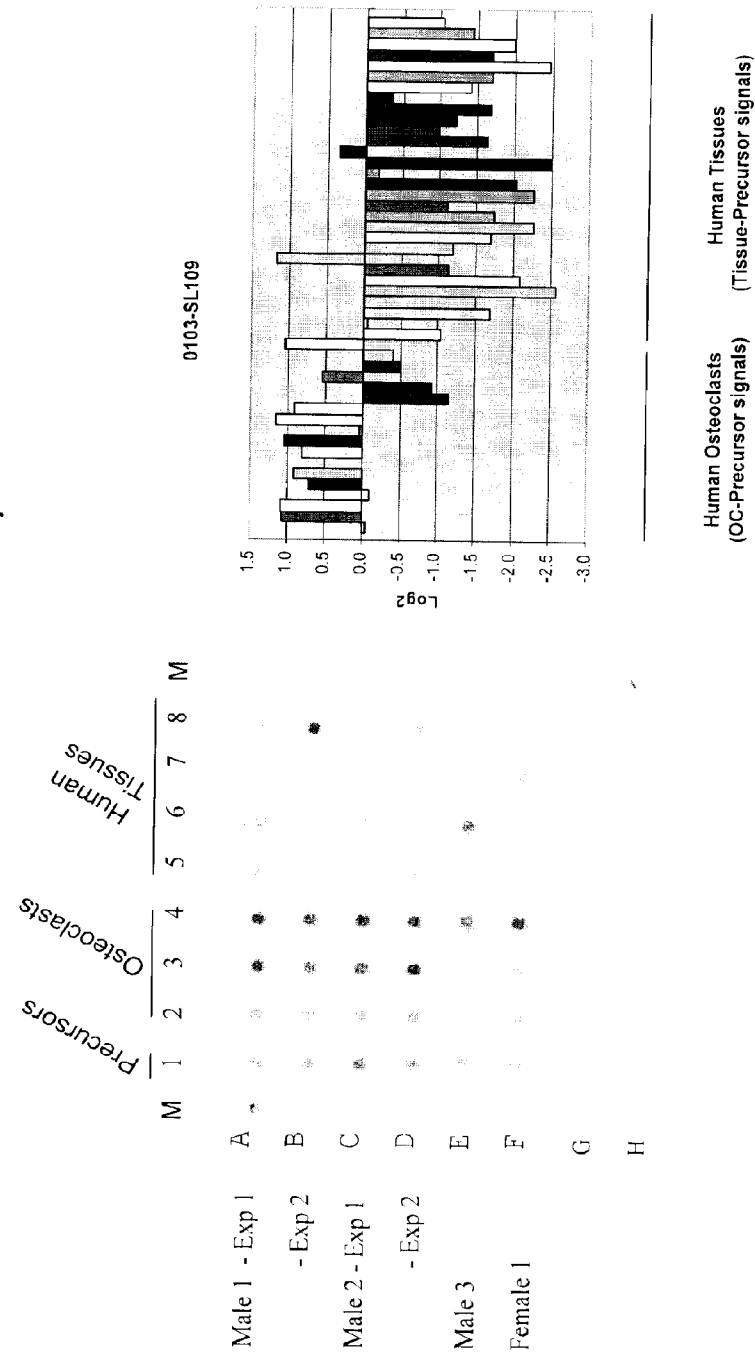 Precursors
Osteoclasts
Human
Tissues
M 1 2 3 4 5 6 7 8 M
Male 1 - Exp 1 A
- Exp 2 B
Male 2 - Exp 1 C
- Exp 2 D
Male 3 E
Female 1 F
G
H
0103-SL109
Log2
1.5
1.0
0.5
0.0
-0.5
-1.0
-1.5
-2.0
-2.5
-3.0
Human Osteoclasts
(OC-Precursor signals)
Human Tissues
(Tissue-Precursor signals)